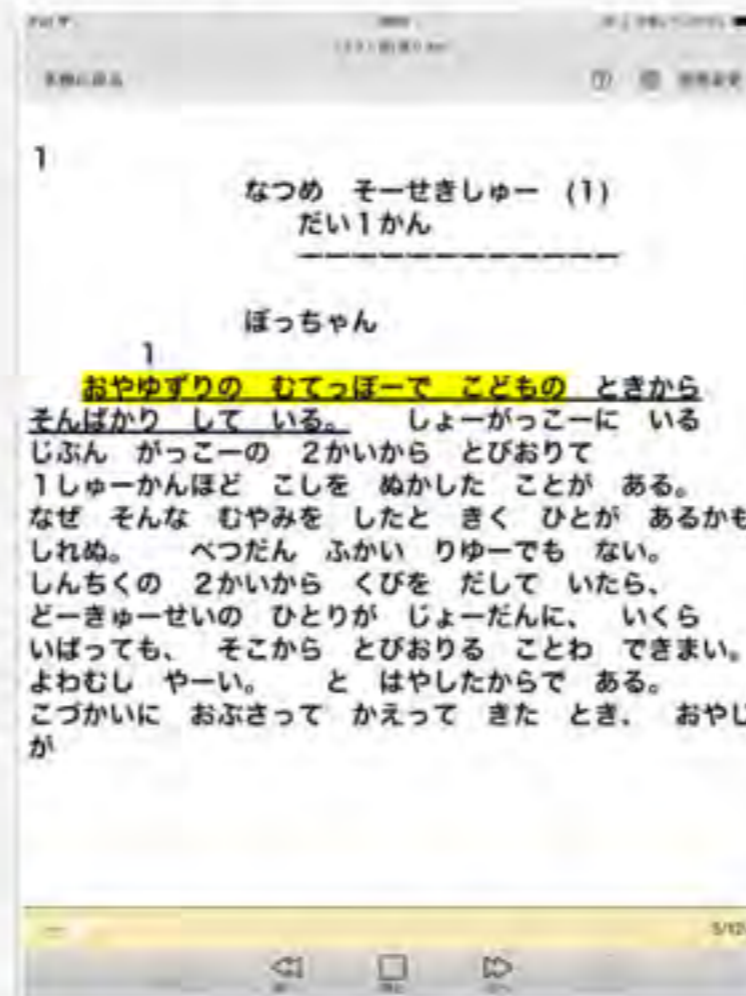 1
なつめ　そーせきしゅー　(1)
だい1かん
ーーーーーーーーーーーー
ぼっちゃん
1
おやゆずりの　むてっぽーで　こどもの　ときから
そんばかり　して　いる。　　しょーがっこーに　いる
じぶん　がっこーの　2かいから　とびおりて
1しゅーかんほど　こしを　ぬかした　ことが　ある。
なぜ　そんな　むやみを　したと　きく　ひとが　あるかも
しれぬ。　　べつだん　ふかい　りゆーでも　ない。
しんちくの　2かいから　くびを　だして　いたら、
どーきゅーせいの　ひとりが　じょーだんに、　いくら
いばっても、　そこから　とびおりる　ことわ　できまい。
よわむし　やーい。　　と　はやしたからで　ある。
こづかいに　おぶさって　かえって　きた　とき、　おやじ
が